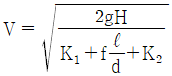 V = √(2gH / (K₁ + f ℓ/d + K₂))